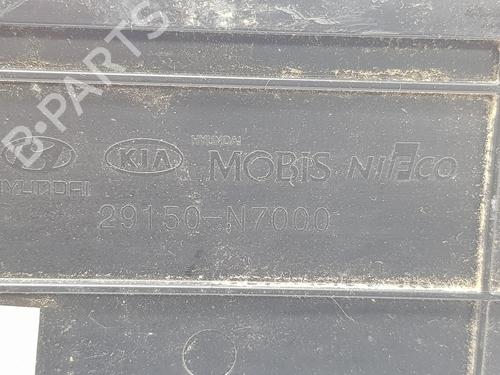 B-PARTS
HYUNDAI KIA HYUNDAI MOBIS NIFCO
29150-N7000